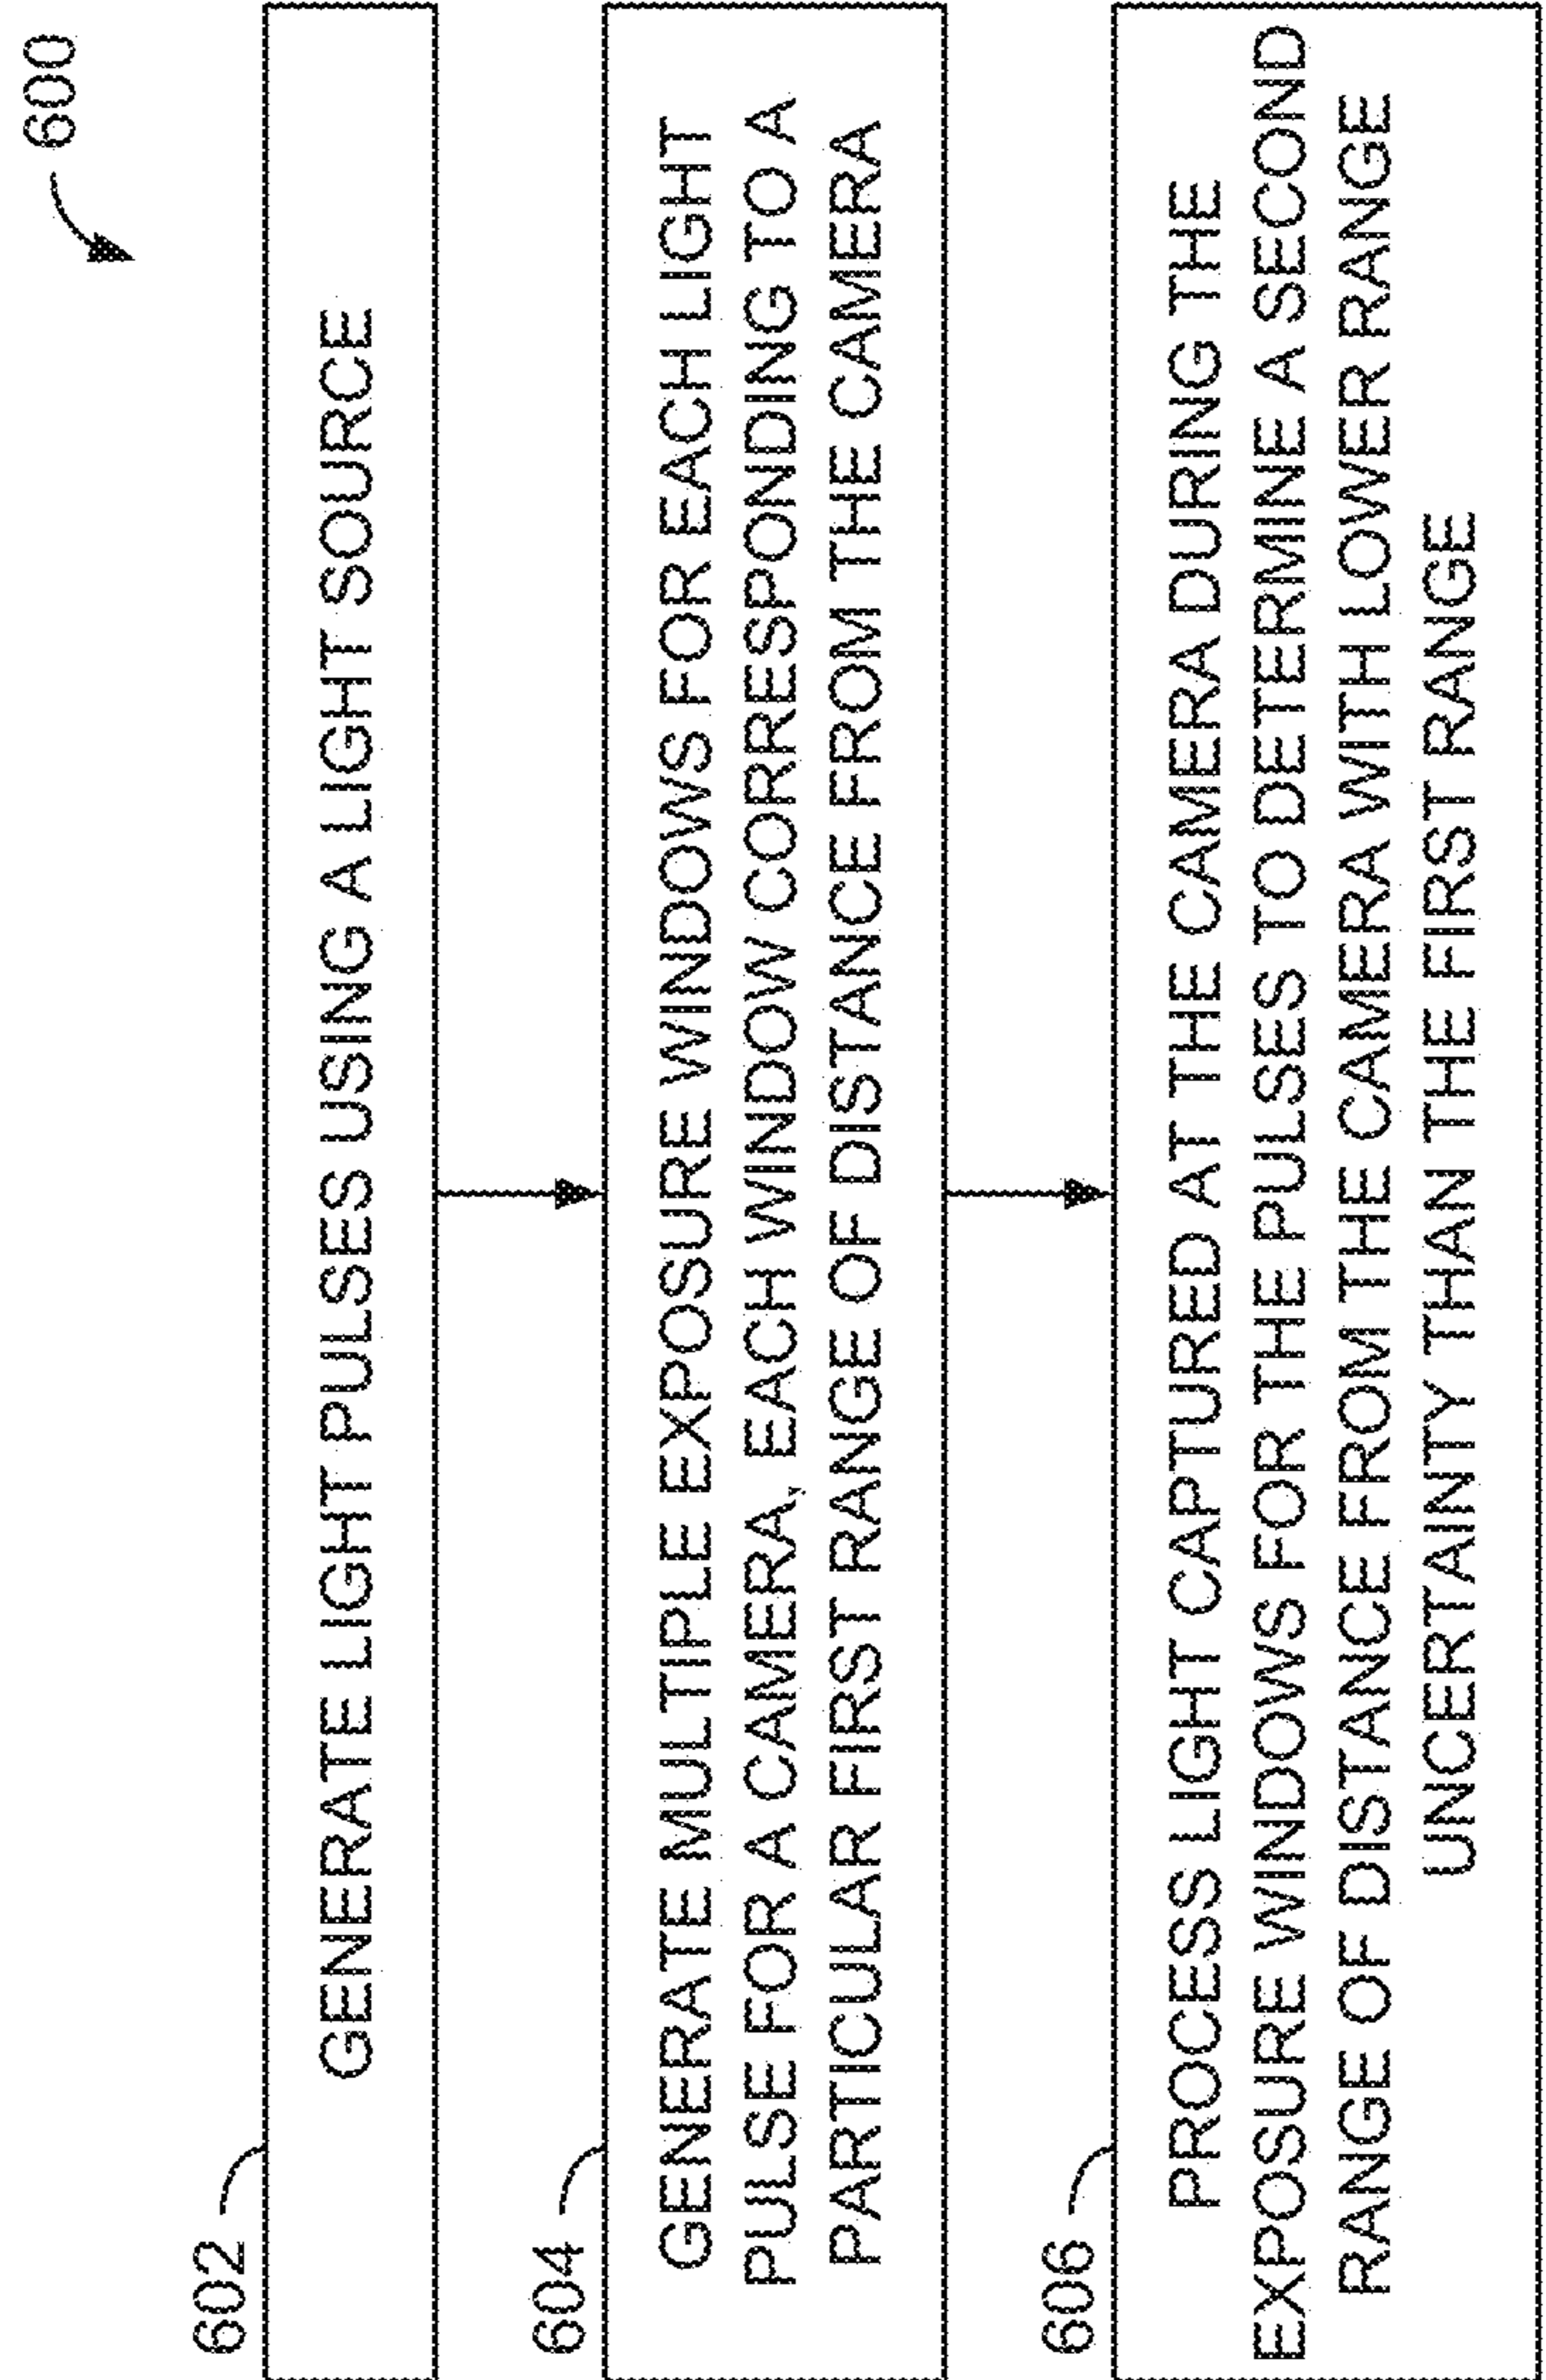 600
602
GENERATE LIGHT PULSES USING A LIGHT SOURCE
604
GENERATE MULTIPLE EXPOSURE WINDOWS FOR EACH LIGHT
PULSE FOR A CAMERA, EACH WINDOW CORRESPONDING TO A
PARTICULAR FIRST RANGE OF DISTANCE FROM THE CAMERA
606
PROCESS LIGHT CAPTURED AT THE CAMERA DURING THE
EXPOSURE WINDOWS FOR THE PULSES TO DETERMINE A SECOND
RANGE OF DISTANCE FROM THE CAMERA WITH LOWER RANGE
UNCERTAINTY THAN THE FIRST RANGE